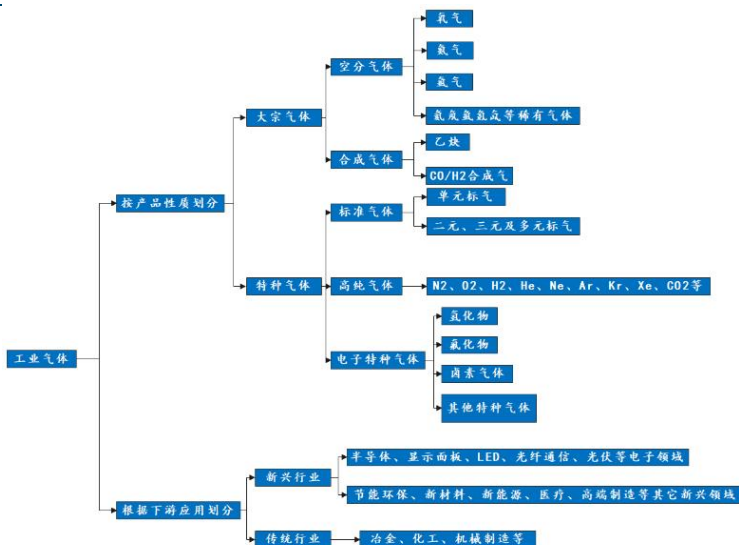 氧气
氮气
氩气
等稀有气体
空分气体
大宗气体
乙炔
合成气体
CO/H2合成气
单元标气
按产品性质划分
标准气体
二元、三元及多元标气
特种气体
高纯气体
N2、O2、H2、He、Ne、Ar、Kr、Xe、CO2等
氢化物
氟化物
工业气体
电子特种气体
卤素气体
其他特种气体
半导体、显示面板、LED、光纤通信、光伏等电子领域
新兴行业
节能环保、新材料、新能源、医疗、高端制造等其它新兴领域
根据下游应用划分
传统行业
冶金、化工、机械制造等